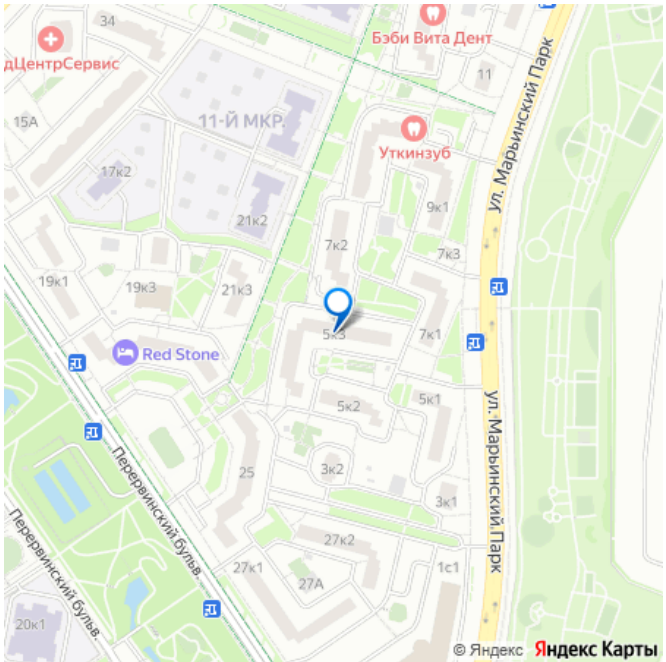 34
Бэби Вита Дент
дЦентрСервис
11
15А
11-Й МКР.
ул. Марьинский Парк
Уткинзуб
17к2
9к1
21к2
7к2
7к3
19к1
19к3
21к3
5к3
7к1
Red Stone
5к2
5к1
ул. Марьинский Парк
25
3к2
Перервинский бульв.
3к1
27к2
Перервинский бульв.
27к1
27А
1с1
20к1
© Яндекс Яндекс Карты